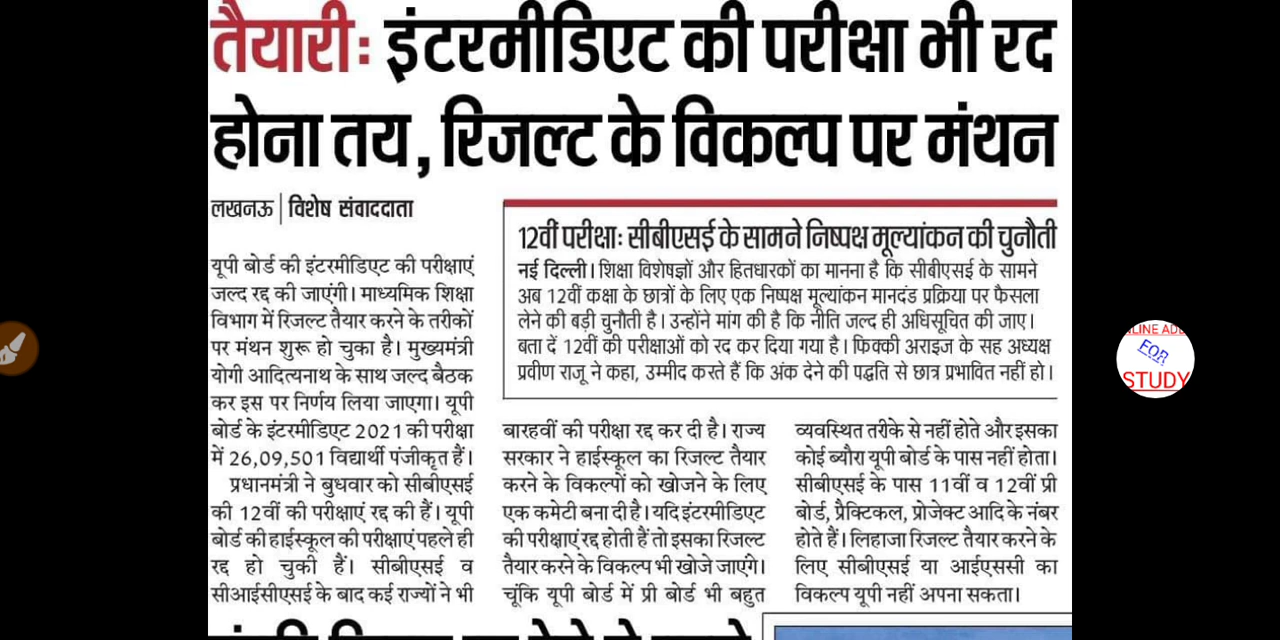 तैयारी: इंटरमीडिएट की परीक्षा भी रद
होना तय, रिजल्ट के विकल्प पर मंथन
लखनऊ | विशेष संवाददाता
यूपी बोर्ड की इंटरमीडिएट की परीक्षाएं
जल्द रद्द की जाएंगी। माध्यमिक शिक्षा
विभाग में रिजल्ट तैयार करने के तरीकों
पर मंथन शुरू हो चुका है। मुख्यमंत्री
योगी आदित्यनाथ के साथ जल्द बैठक
कर इस पर निर्णय लिया जाएगा। यूपी
बोर्ड के इंटरमीडिएट 2021 की परीक्षा
में 26,09,501 विद्यार्थी पंजीकृत हैं।
प्रधानमंत्री ने बुधवार को सीबीएसई
की 12वीं की परीक्षाएं रद्द की हैं। यूपी
बोर्ड की हाईस्कूल की परीक्षाएं पहले ही
रद्द हो चुकी हैं। सीबीएसई व
सीआईसीएसई के बाद कई राज्यों ने भी
12वीं परीक्षा: सीबीएसई के सामने निष्पक्ष मूल्यांकन की चुनौती
नई दिल्ली। शिक्षा विशेषज्ञों और हितधारकों का मानना है कि सीबीएसई के सामने
अब 12वीं कक्षा के छात्रों के लिए एक निष्पक्ष मूल्यांकन मानदंड प्रक्रिया पर फैसला
लेने की बड़ी चुनौती है। उन्होंने मांग की है कि नीति जल्द ही अधिसूचित की जाए।
बता दें 12वीं की परीक्षाओं को रद कर दिया गया है। फिक्की अराइज के सह अध्यक्ष
प्रवीण राजू ने कहा, उम्मीद करते हैं कि अंक देने की पद्धति से छात्र प्रभावित नहीं हो।
बारहवीं की परीक्षा रद्द कर दी है। राज्य
सरकार ने हाईस्कूल का रिजल्ट तैयार
करने के विकल्पों को खोजने के लिए
एक कमेटी बना दी है। यदि इंटरमीडिएट
की परीक्षाएं रद्द होती हैं तो इसका रिजल्ट
तैयार करने के विकल्प भी खोजे जाएंगे।
चूंकि यूपी बोर्ड में प्री बोर्ड भी बहुत
व्यवस्थित तरीके से नहीं होते और इसका
कोई ब्यौरा यूपी बोर्ड के पास नहीं होता।
सीबीएसई के पास 11वीं व 12वीं प्री
बोर्ड, प्रैक्टिकल, प्रोजेक्ट आदि के नंबर
होते हैं। लिहाजा रिजल्ट तैयार करने के
लिए सीबीएसई या आईएससी का
विकल्प यूपी नहीं अपना सकता।
FOR
STUDY